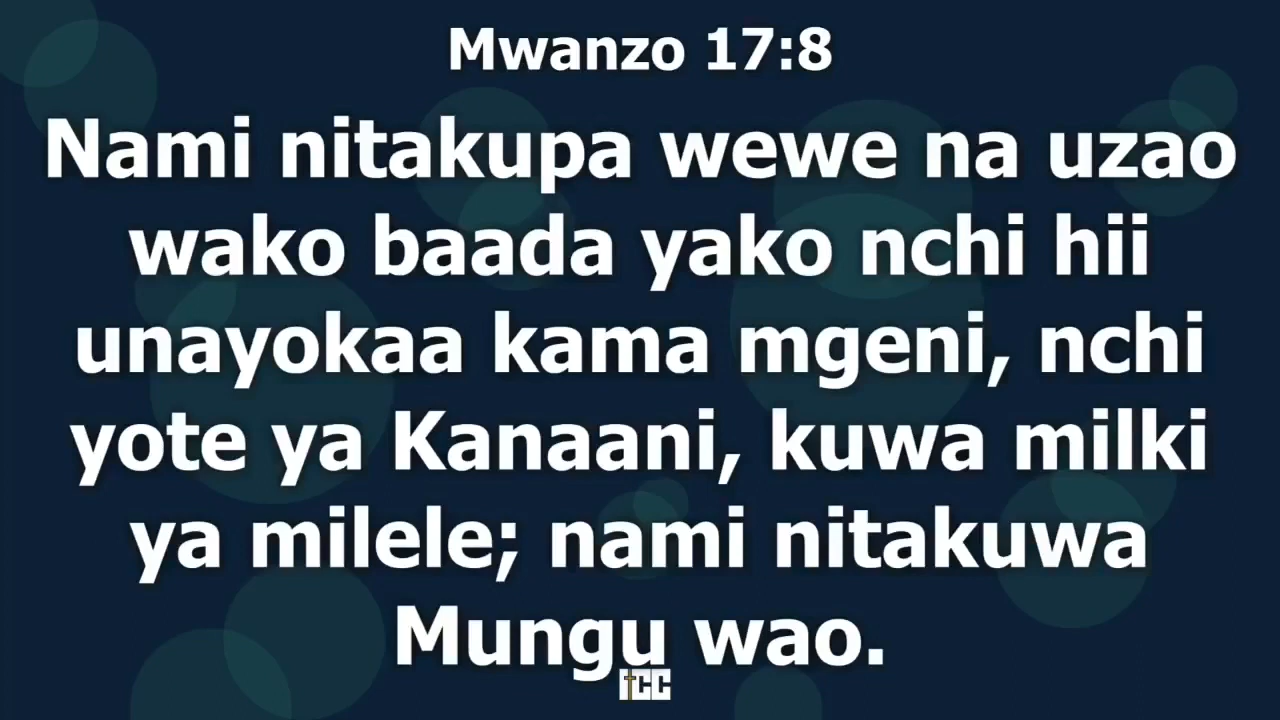 Mwanzo 17:8
Nami nitakupa wewe na uzao
wako baada yako nchi hii
unayokaa kama mgeni, nchi
yote ya Kanaani, kuwa milki
ya milele; nami nitakuwa
Mungu wao.
ICC